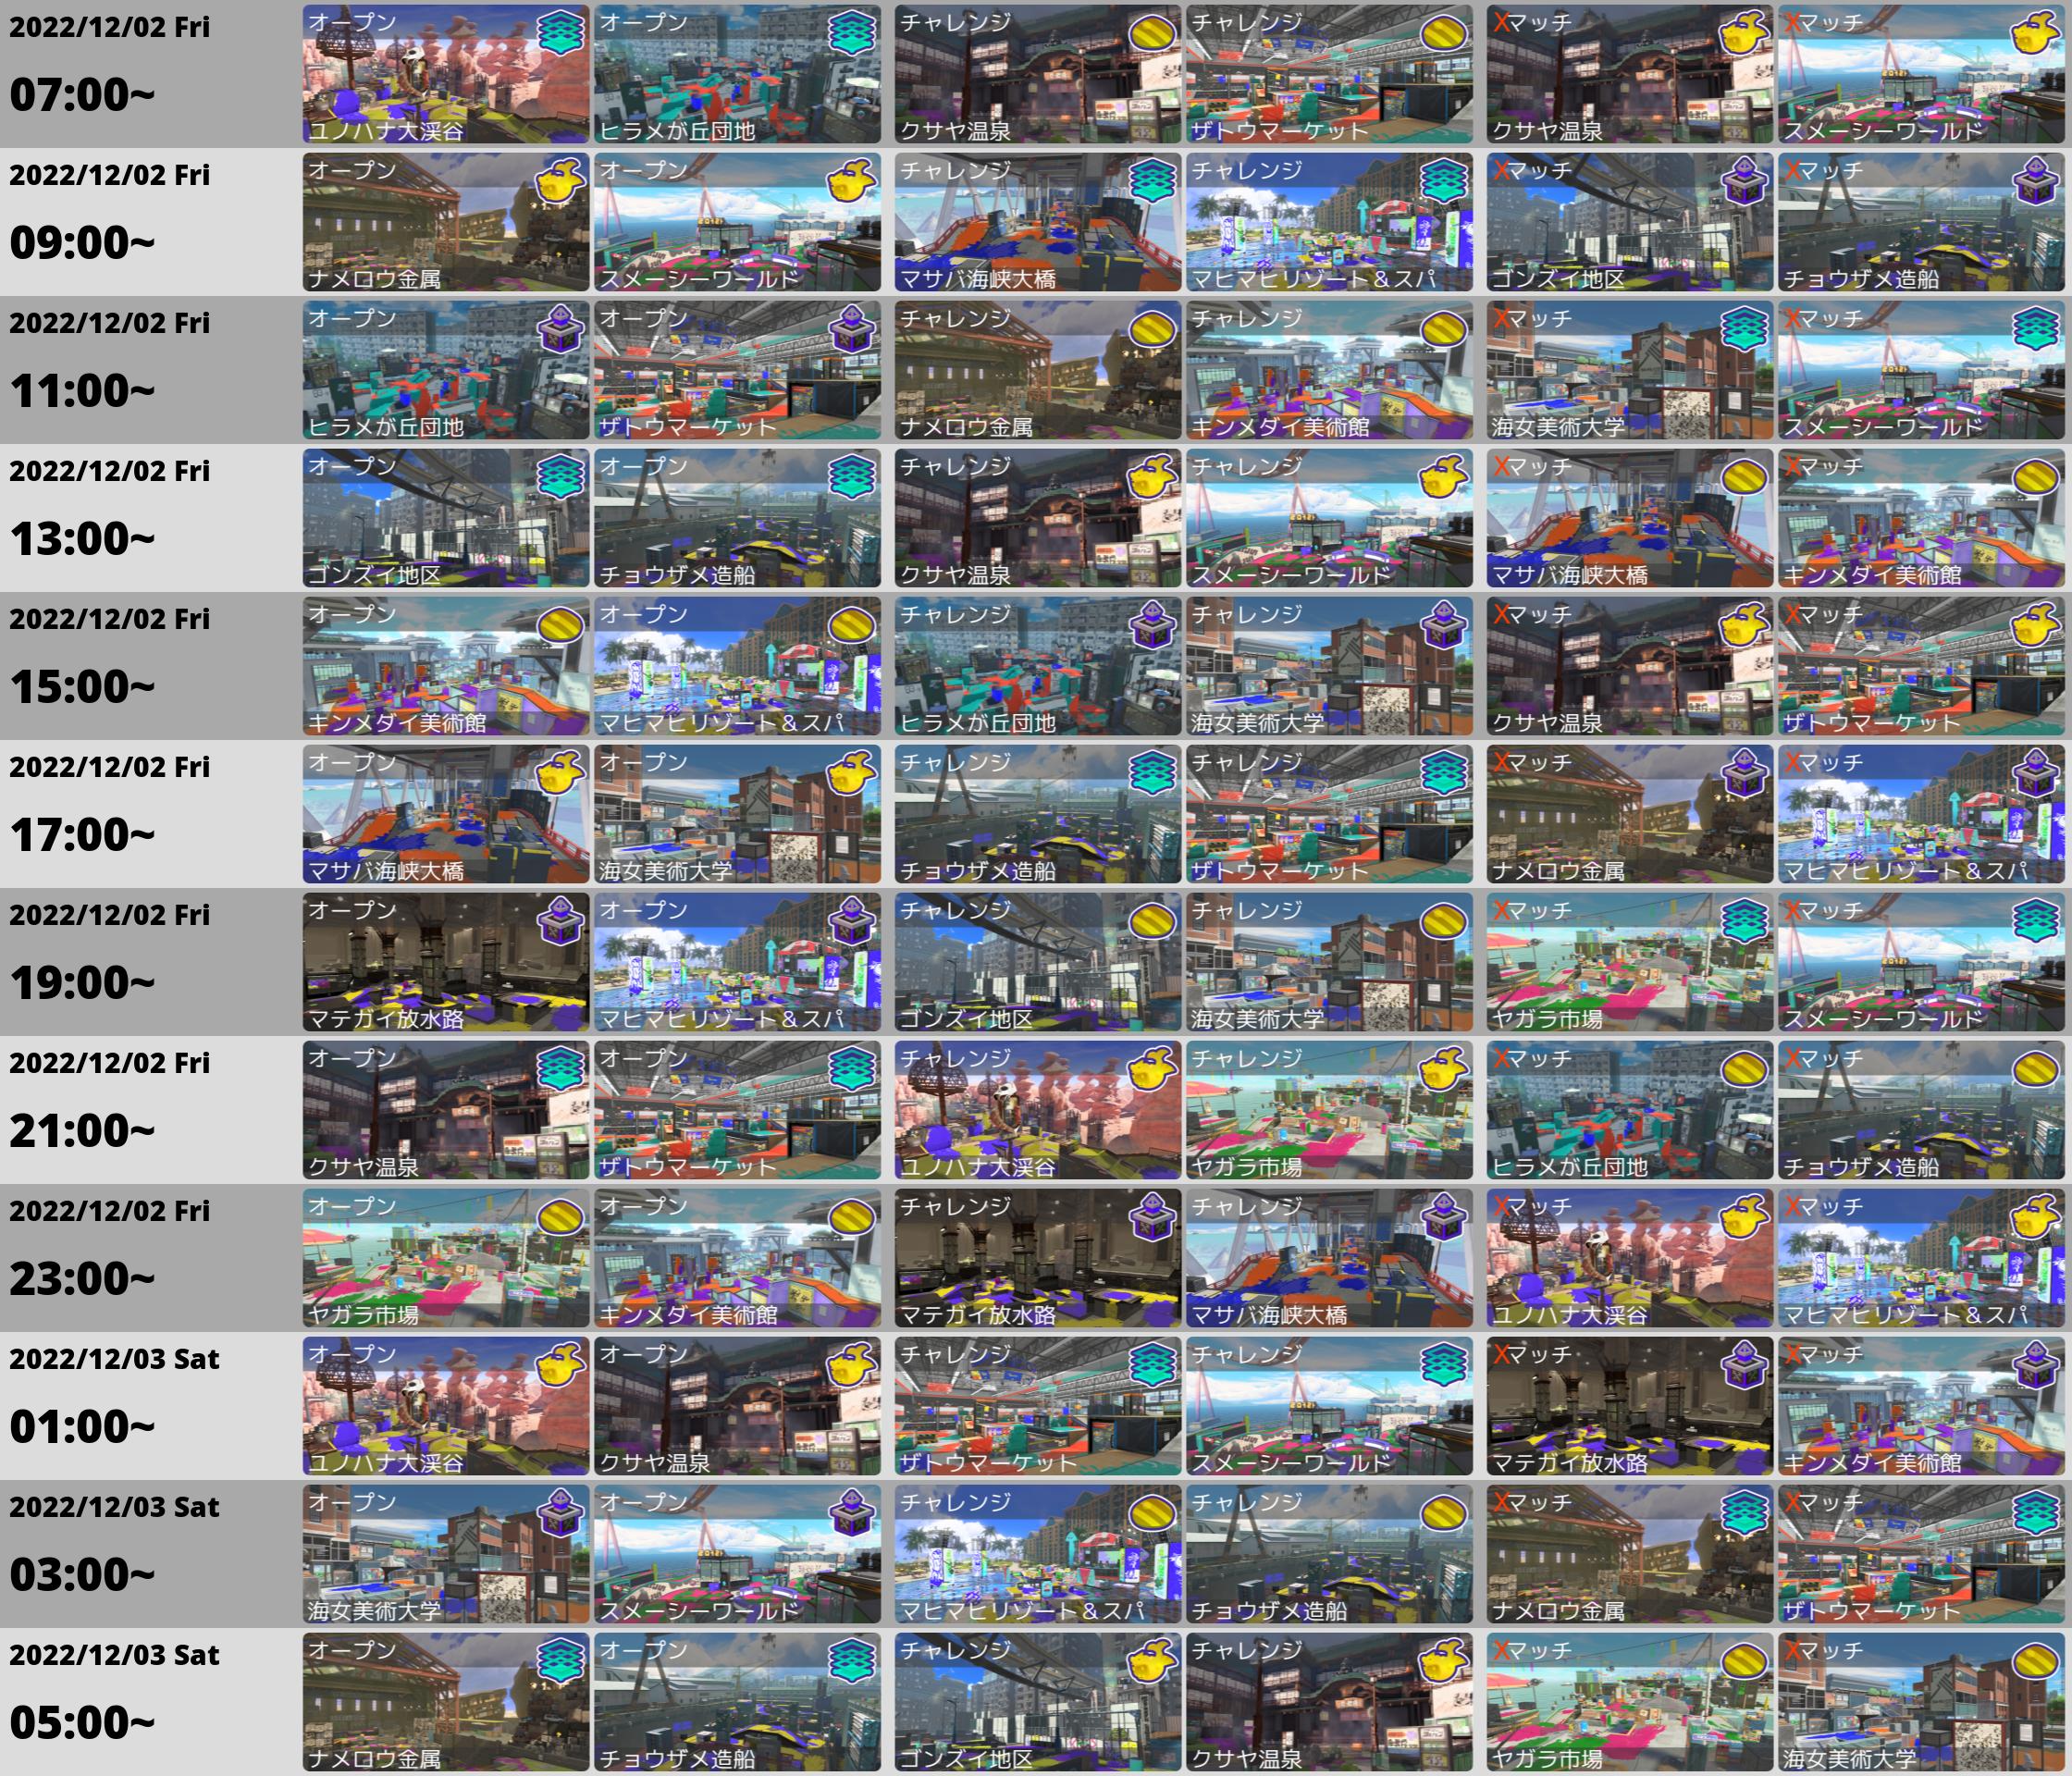 2022/12/02 Fri
07:00~
オープン
ユノハナ大渓谷
オープン
ヒラメが丘団地
チャレンジ
クサヤ温泉
チャレンジ
ザトウマーケット
Xマッチ
クサヤ温泉
Xマッチ
スメーシーワールド
2022/12/02 Fri
09:00~
オープン
ナメロウ金属
オープン
スメーシーワールド
チャレンジ
マサバ海峡大橋
チャレンジ
マヒマヒリゾート＆スパ
Xマッチ
ゴンズイ地区
Xマッチ
チョウザメ造船
2022/12/02 Fri
11:00~
オープン
ヒラメが丘団地
オープン
ザトウマーケット
チャレンジ
ナメロウ金属
チャレンジ
キンメダイ美術館
Xマッチ
海女美術大学
Xマッチ
スメーシーワールド
2022/12/02 Fri
13:00~
オープン
ゴンズイ地区
オープン
チョウザメ造船
チャレンジ
クサヤ温泉
チャレンジ
スメーシーワールド
Xマッチ
マサバ海峡大橋
Xマッチ
キンメダイ美術館
2022/12/02 Fri
15:00~
オープン
キンメダイ美術館
オープン
マヒマヒリゾート＆スパ
チャレンジ
ヒラメが丘団地
チャレンジ
海女美術大学
Xマッチ
クサヤ温泉
Xマッチ
ザトウマーケット
2022/12/02 Fri
17:00~
オープン
マサバ海峡大橋
オープン
海女美術大学
チャレンジ
チョウザメ造船
チャレンジ
ザトウマーケット
Xマッチ
ナメロウ金属
Xマッチ
マヒマヒリゾート＆スパ
2022/12/02 Fri
19:00~
オープン
マテガイ放水路
オープン
マヒマヒリゾート＆スパ
チャレンジ
ゴンズイ地区
チャレンジ
海女美術大学
Xマッチ
ヤガラ市場
Xマッチ
スメーシーワールド
2022/12/02 Fri
21:00~
オープン
クサヤ温泉
オープン
ザトウマーケット
チャレンジ
ユノハナ大渓谷
チャレンジ
ヤガラ市場
Xマッチ
ヒラメが丘団地
Xマッチ
チョウザメ造船
2022/12/02 Fri
23:00~
オープン
ヤガラ市場
オープン
キンメダイ美術館
チャレンジ
マテガイ放水路
チャレンジ
マサバ海峡大橋
Xマッチ
ユノハナ大渓谷
Xマッチ
マヒマヒリゾート＆スパ
2022/12/03 Sat
01:00~
オープン
ユノハナ大渓谷
オープン
クサヤ温泉
チャレンジ
ザトウマーケット
チャレンジ
スメーシーワールド
Xマッチ
マテガイ放水路
Xマッチ
キンメダイ美術館
2022/12/03 Sat
03:00~
オープン
海女美術大学
オープン
スメーシーワールド
チャレンジ
マヒマヒリゾート＆スパ
チャレンジ
チョウザメ造船
Xマッチ
ナメロウ金属
Xマッチ
ザトウマーケット
2022/12/03 Sat
05:00~
オープン
ナメロウ金属
オープン
チョウザメ造船
チャレンジ
ゴンズイ地区
チャレンジ
クサヤ温泉
Xマッチ
ヤガラ市場
Xマッチ
海女美術大学